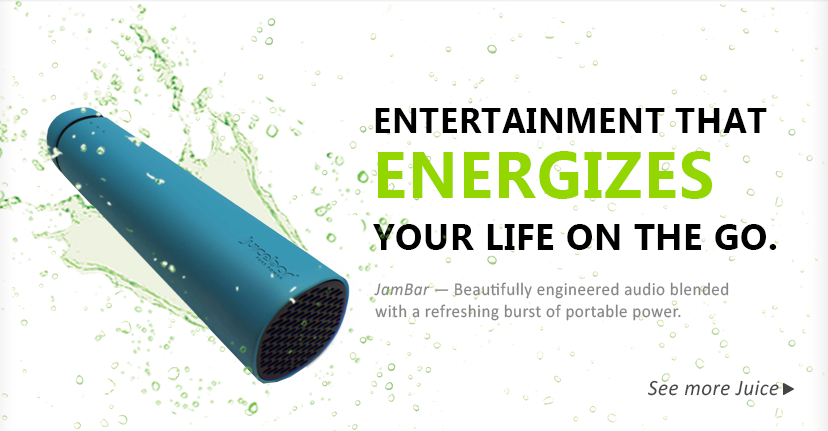 ENTERTAINMENT THAT
ENERGIZES
YOUR LIFE ON THE GO.
JamBar — Beautifully engineered audio blended
with a refreshing burst of portable power.
See more Juice
juicebar